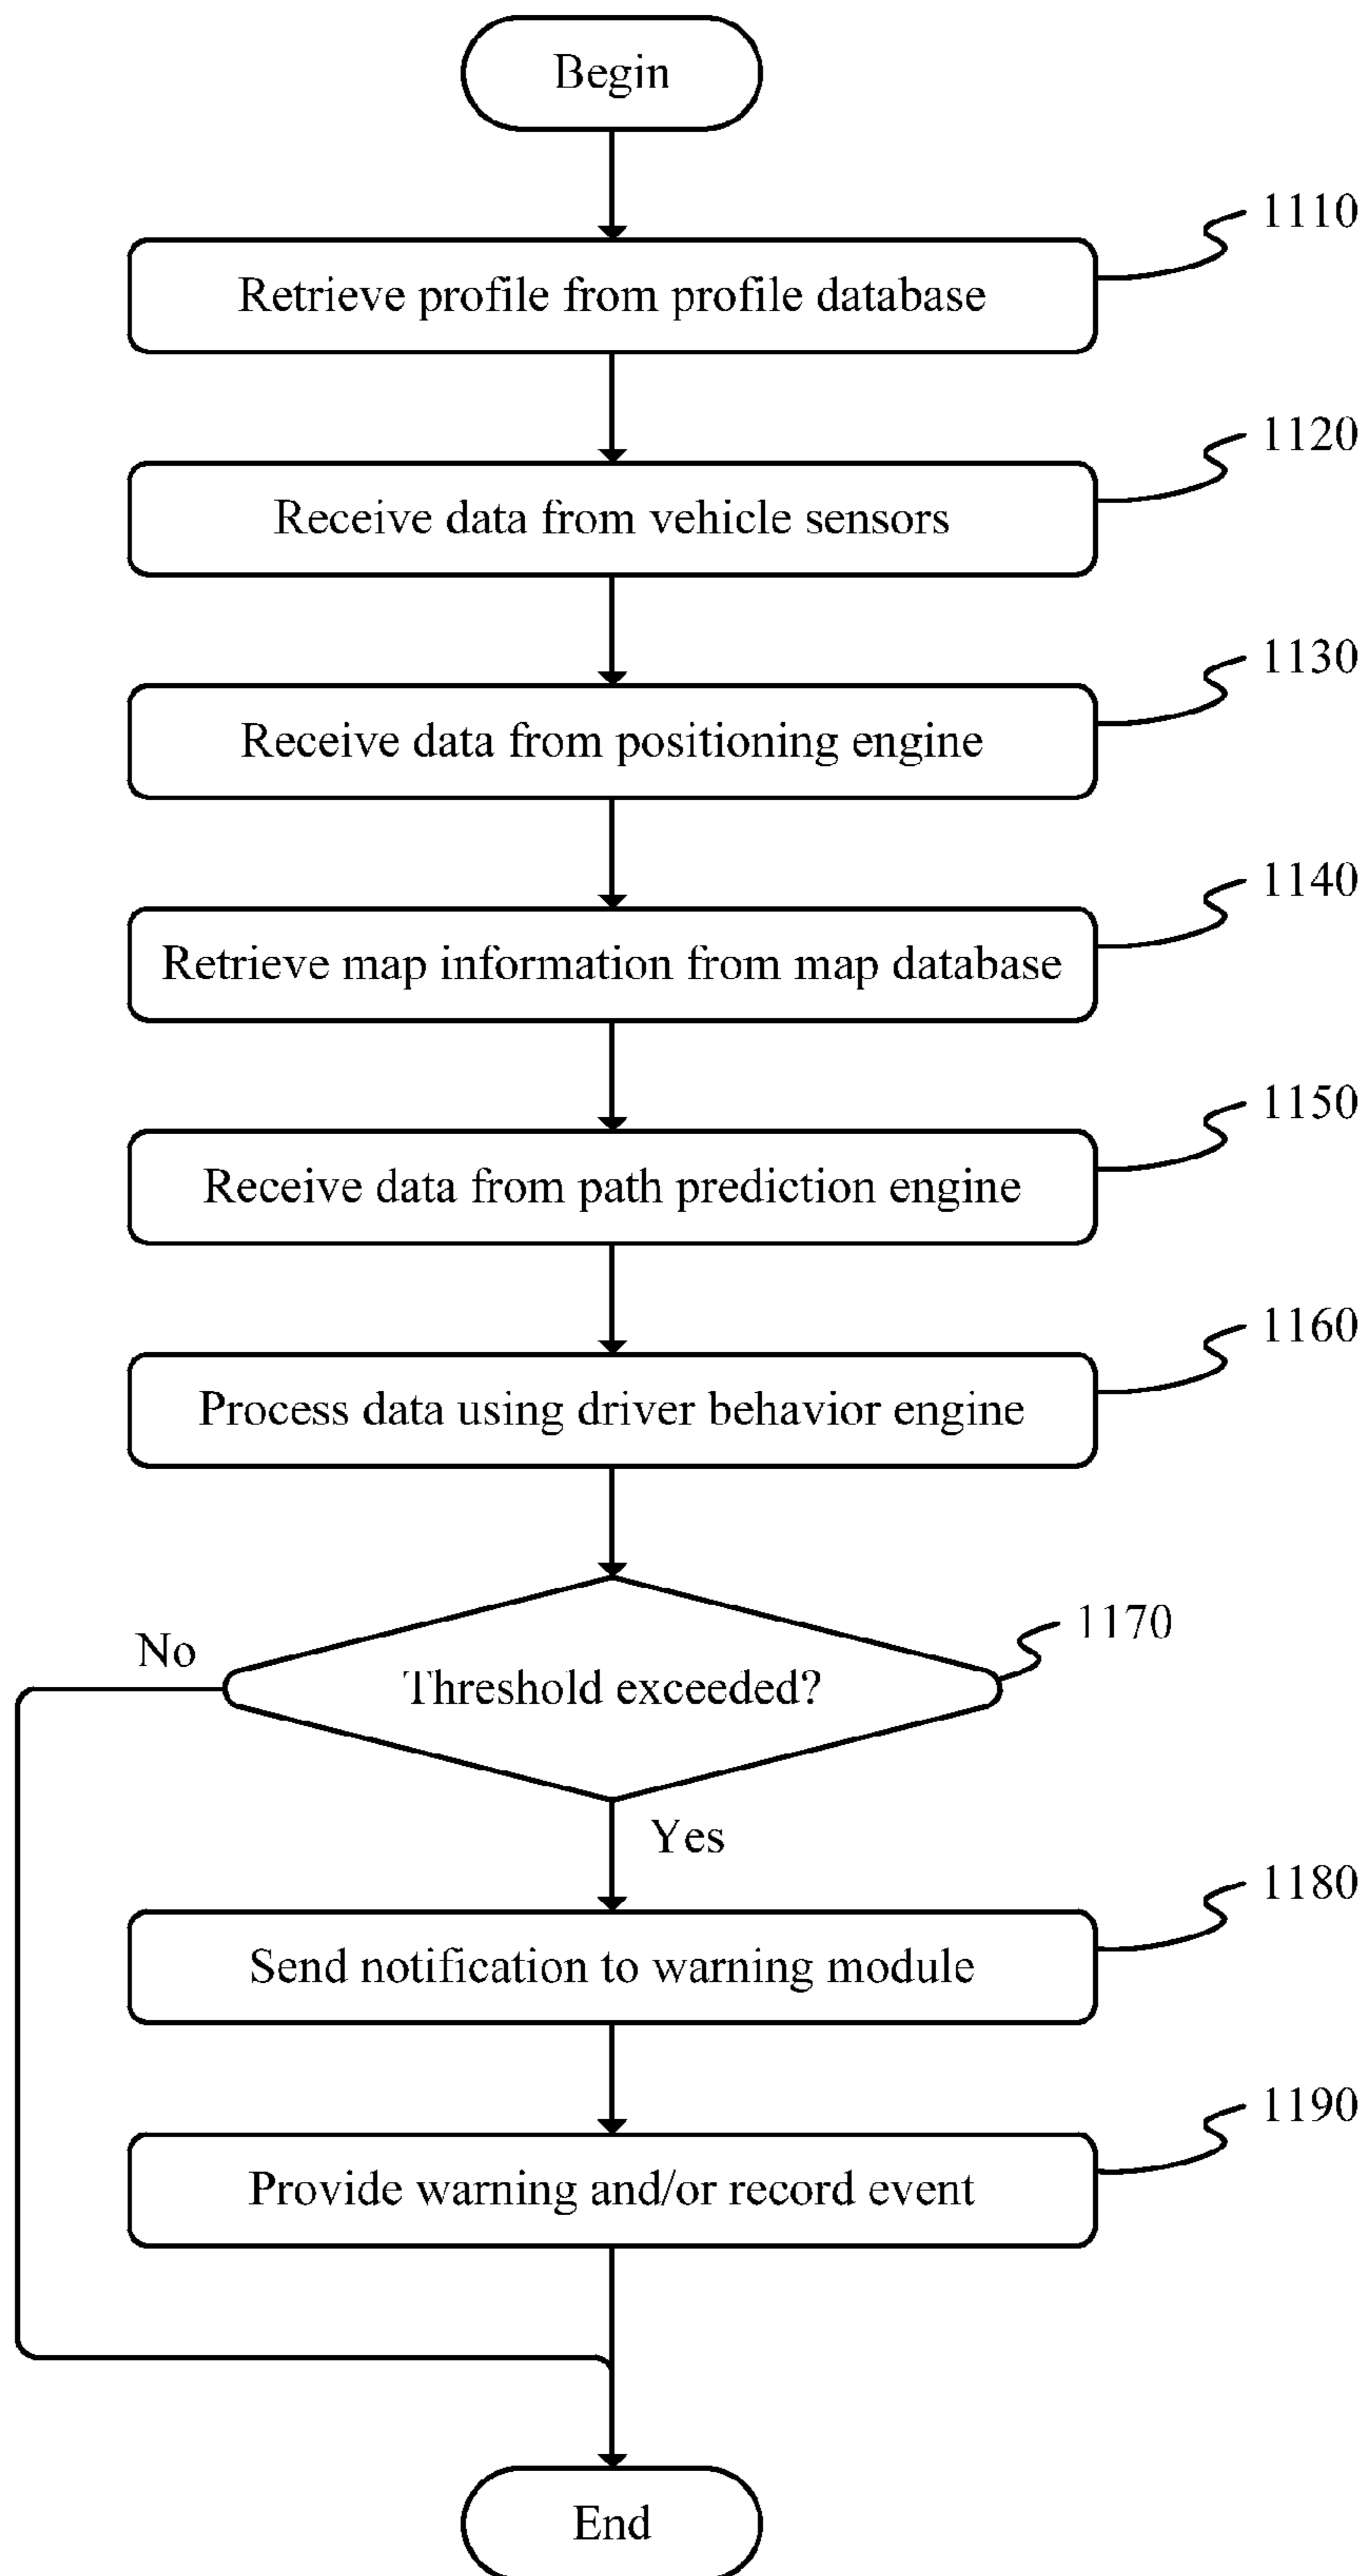 Begin
1110
Retrieve profile from profile database
1120
Receive data from vehicle sensors
1130
Receive data from positioning engine
1140
Retrieve map information from map database
1150
Receive data from path prediction engine
1160
Process data using driver behavior engine
1170
No
Threshold exceeded?
Yes
1180
Send notification to warning module
1190
Provide warning and/or record event
End